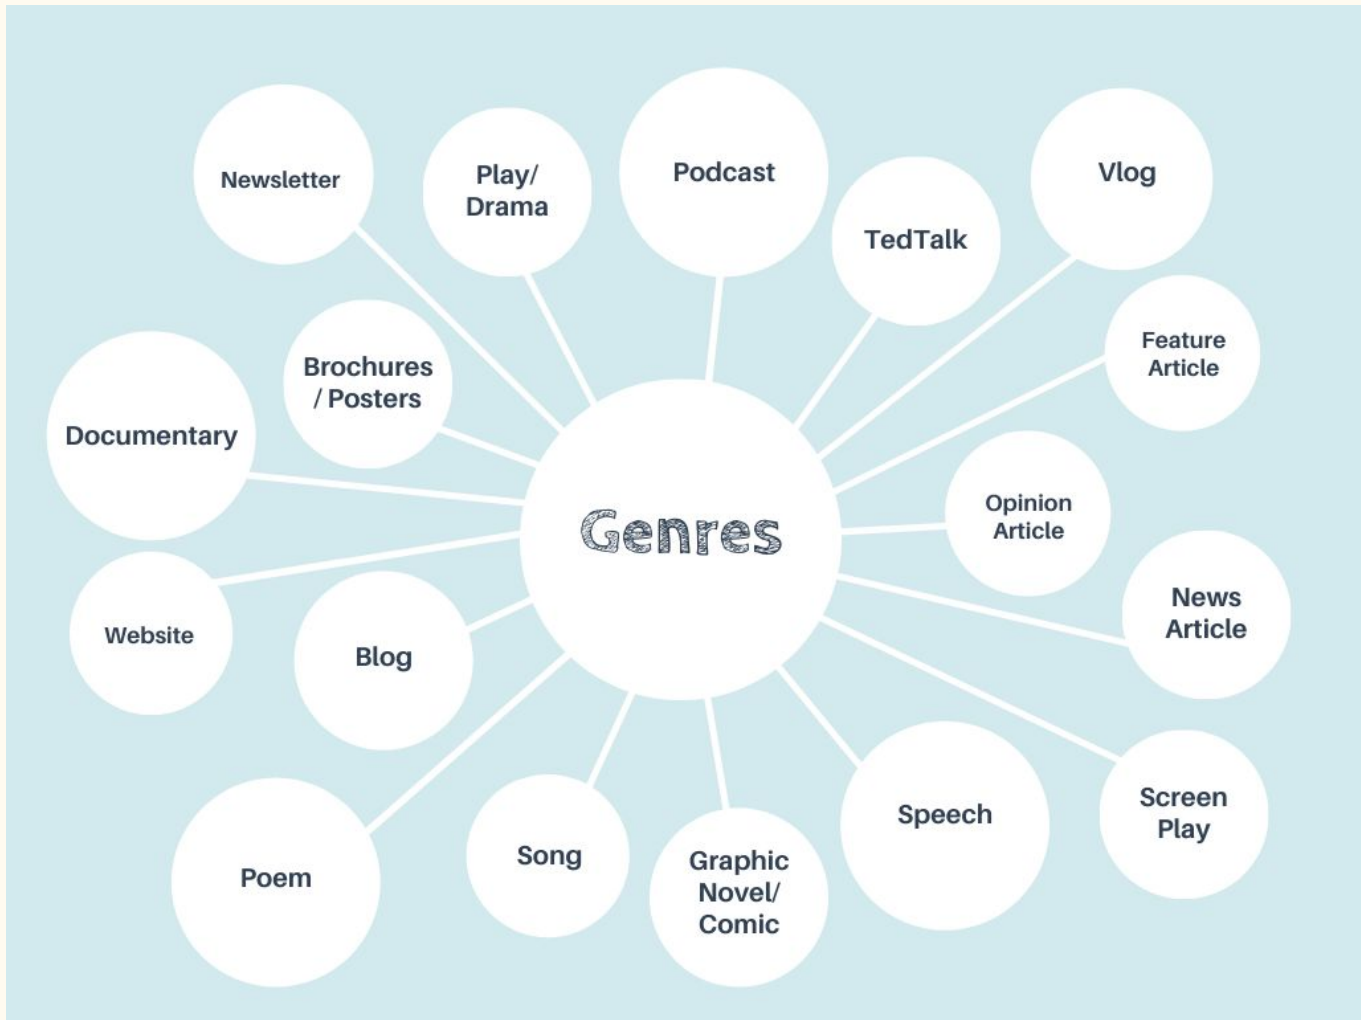 Newsletter
Play/
Drama
Podcast
TedTalk
Vlog
Feature
Article
Brochures
/ Posters
Documentary
Genres
Opinion
Article
News
Article
Website
Blog
Screen
Play
Speech
Song
Graphic
Novel/
Comic
Poem